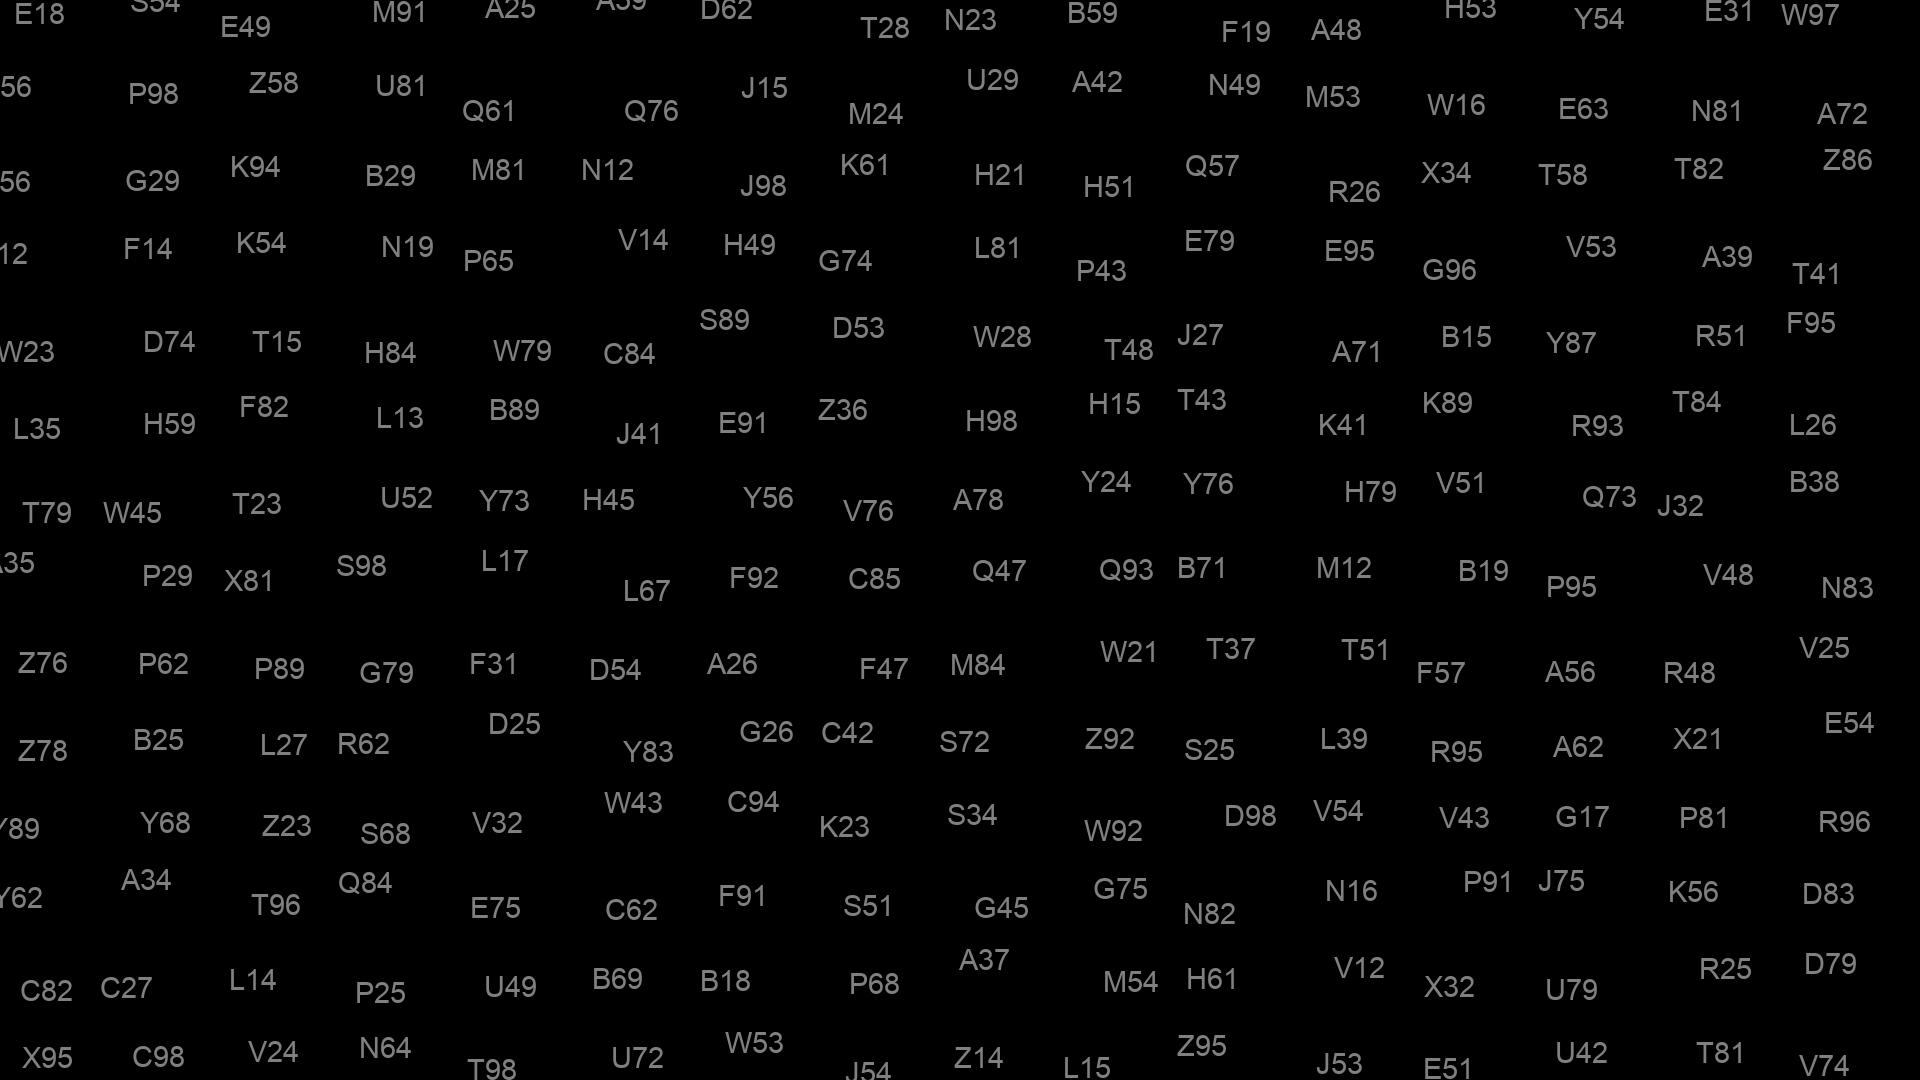 E18 S54 E49 M91 A25 A59 D62 T28 N23 B59 F19 A48 H53 Y54 E31 W97
56 P98 Z58 U81 Q61 Q76 J15 M24 U29 A42 N49 M53 W16 E63 N81 A72
56 G29 K94 B29 M81 N12 J98 K61 H21 H51 Q57 R26 X34 T58 T82 Z86
12 F14 K54 N19 P65 V14 H49 G74 L81 P43 E79 E95 G96 V53 A39 T41
W23 D74 T15 H84 W79 C84 S89 D53 W28 T48 J27 A71 B15 Y87 R51 F95
L35 H59 F82 L13 B89 J41 E91 Z36 H98 H15 T43 K41 K89 R93 T84 L26
T79 W45 T23 U52 Y73 H45 Y56 V76 A78 Y24 Y76 H79 V51 Q73 J32 B38
A35 P29 X81 S98 L17 L67 F92 C85 Q47 Q93 B71 M12 B19 P95 V48 N83
Z76 P62 P89 G79 F31 D54 A26 F47 M84 W21 T37 T51 F57 A56 R48 V25
Z78 B25 L27 R62 D25 Y83 G26 C42 S72 Z92 S25 L39 R95 A62 X21 E54
Y89 Y68 Z23 S68 V32 W43 C94 K23 S34 W92 D98 V54 V43 G17 P81 R96
Y62 A34 T96 Q84 E75 C62 F91 S51 G45 G75 N82 N16 P91 J75 K56 D83
C82 C27 L14 P25 U49 B69 B18 P68 A37 M54 H61 V12 X32 U79 R25 D79
X95 C98 V24 N64 T98 U72 W53 J54 Z14 L15 Z95 J53 E51 U42 T81 V74